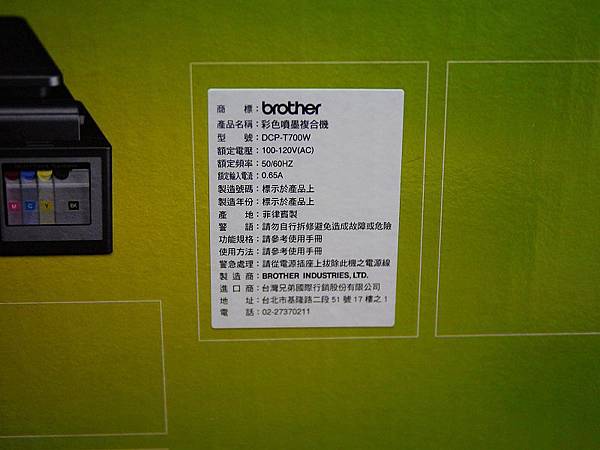 商標：brother
產品名稱：彩色噴墨複合機
型號：DCP-T700W
額定電壓：100-120V(AC)
額定頻率：50/60HZ
額定輸入電流：0.65A
製造號碼：標示於產品上
製造年份：標示於產品上
產地：菲律賓製
警語：請勿自行拆修避免造成故障或危險
功能規格：請參考使用手冊
使用方法：請參考使用手冊
警急處理：請從電源插座上拔除此機之電源線
製造商：BROTHER INDUSTRIES, LTD.
進口商：台灣兄弟國際行銷股份有限公司
地址：台北市基隆路二段 51 號 17 樓之 1
電話：02-27370211
M C Y BK